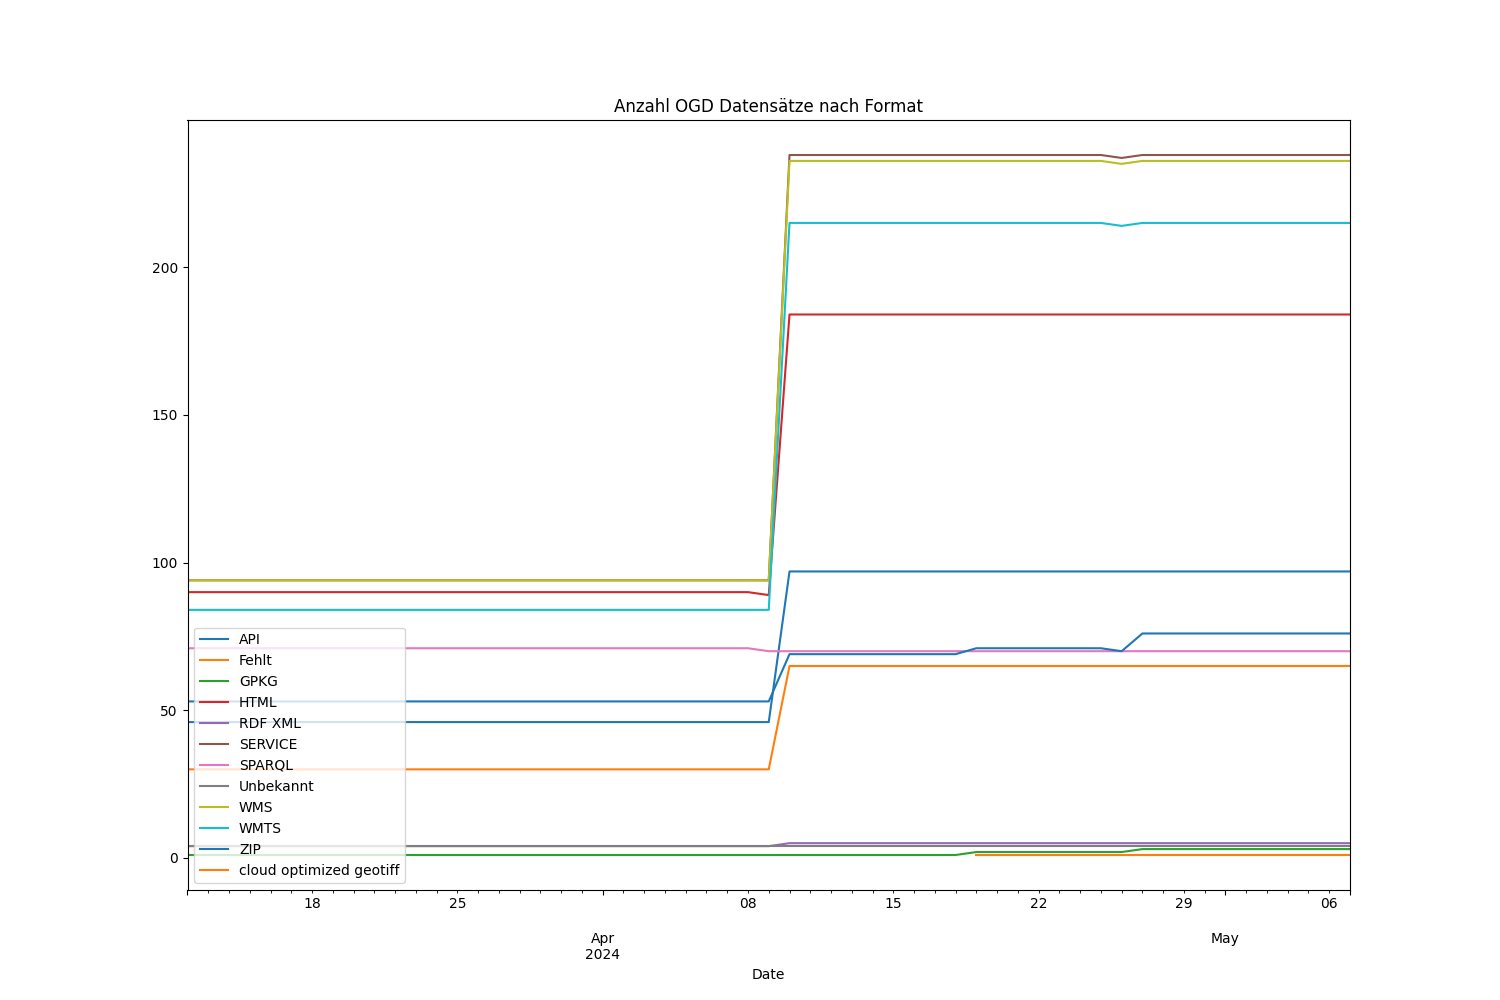 Anzahl OGD Datensätze nach Format
200
150
100
50
0
API
Fehlt
GPKG
HTML
RDF XML
SERVICE
SPARQL
Unbekannt
WMS
WMTS
ZIP
cloud optimized geotiff
18 25 08 15 22 29 06
Apr May
2024
Date